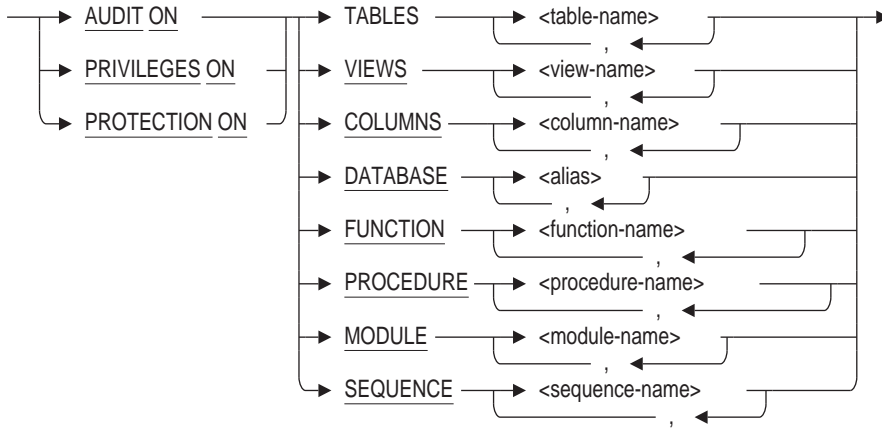 AUDIT ON TABLES <table-name>
,
PRIVILEGES ON VIEWS <view-name>
,
PROTECTION ON COLUMNS <column-name>
,
DATABASE <alias>
,
FUNCTION <function-name>
,
PROCEDURE <procedure-name>
,
MODULE <module-name>
,
SEQUENCE <sequence-name>
,